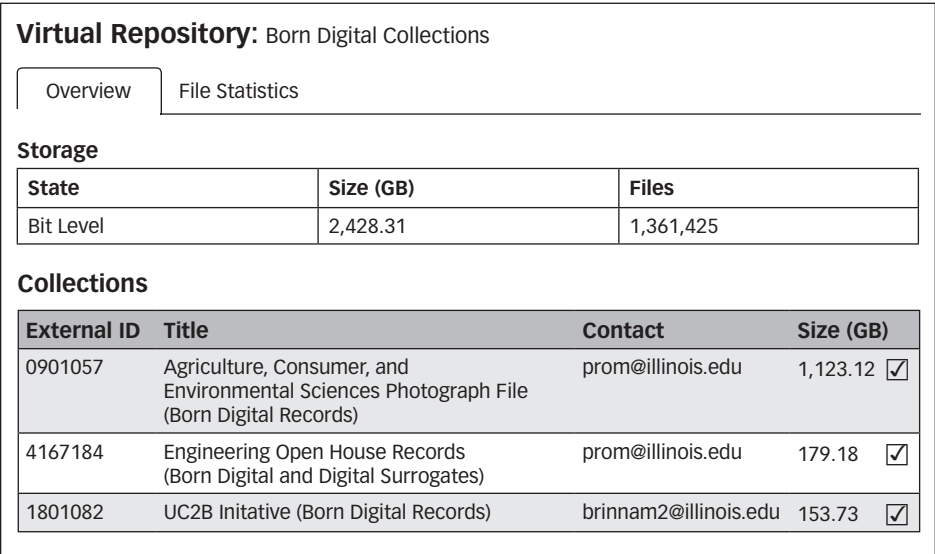 Virtual Repository: Born Digital Collections
Overview File Statistics
Storage
State Size (GB) Files
Bit Level 2,428.31 1,361,425
Collections
External ID Title Contact Size (GB)
0901057 Agriculture, Consumer, and prom@illinois.edu 1,123.12
Environmental Sciences Photograph File
(Born Digital Records)
4167184 Engineering Open House Records prom@illinois.edu 179.18
(Born Digital and Digital Surrogates)
1801082 UC2B Initative (Born Digital Records) brinnam2@illinois.edu 153.73